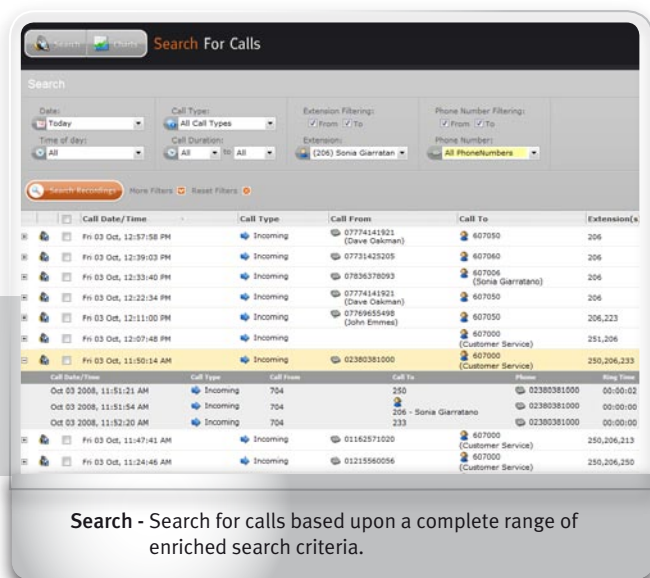 Search Charts Search For Calls
Search
Date: Call Type: Extension Filtering: Phone Number Filtering:
Today All Call Types From To From To
Time of day: Call Duration: Extension: Phone Number:
All All to All (206) Sonia Giarratan All PhoneNumbers
Search Recordings More Filters Reset Filters
Call Date/Time Call Type Call From Call To Extension(s
Fri 03 Oct, 12:57:58 PM Incoming 07774141921 607050 206
(Dave Oakman)
Fri 03 Oct, 12:39:03 PM Incoming 07731425205 607060 206
Fri 03 Oct, 12:33:40 PM Incoming 07836378093 607006 206
(Sonia Giarratano)
Fri 03 Oct, 12:22:34 PM Incoming 07774141921 607050 206
(Dave Oakman)
Fri 03 Oct, 12:11:00 PM Incoming 07769655498 607050 206,223
(John Emmes)
Fri 03 Oct, 12:07:48 PM Incoming 607000 251,206
(Customer Service)
Fri 03 Oct, 11:50:14 AM Incoming 02380381000 607000 250,206,233
(Customer Service)
Call Date/Time Call Type Call From Call To Phone Ring Time
Oct 03 2008, 11:51:21 AM Incoming 704 250 02380381000 00:00:02
Oct 03 2008, 11:51:54 AM Incoming 704 206 - Sonia Giarratano 02380381000 00:00:00
Oct 03 2008, 11:52:20 AM Incoming 704 233 02380381000 00:00:00
Fri 03 Oct, 11:47:41 AM Incoming 01162571020 607000 250,206,213
(Customer Service)
Fri 03 Oct, 11:24:46 AM Incoming 01215560056 607000 250,206,250
(Customer Service)
Search - Search for calls based upon a complete range of
enriched search criteria.